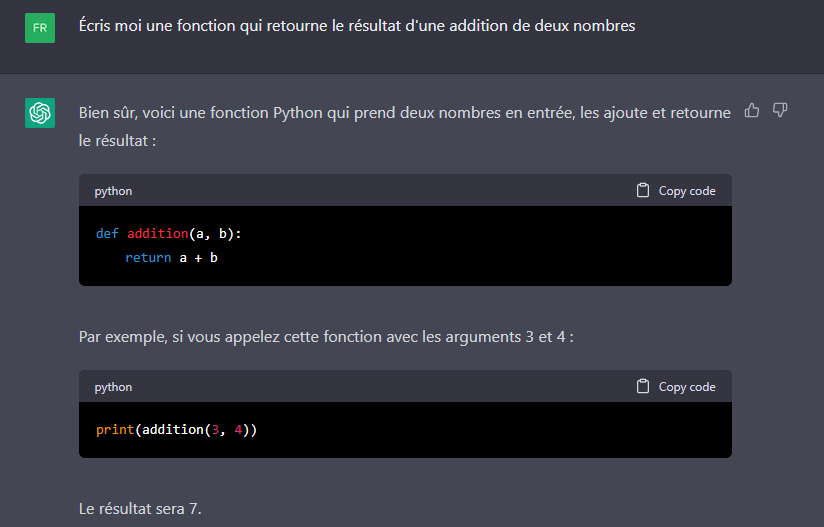 FR
Écris moi une fonction qui retourne le résultat d'une addition de deux nombres
Bien sûr, voici une fonction Python qui prend deux nombres en entrée, les ajoute et retourne
le résultat :
python
Copy code
def addition(a, b):
    return a + b
Par exemple, si vous appelez cette fonction avec les arguments 3 et 4 :
python
Copy code
print(addition(3, 4))
Le résultat sera 7.